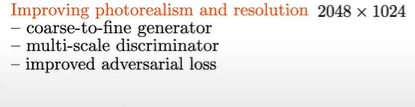 Improving photorealism and resolution 2048 × 1024
– coarse-to-fine generator
– multi-scale discriminator
– improved adversarial loss